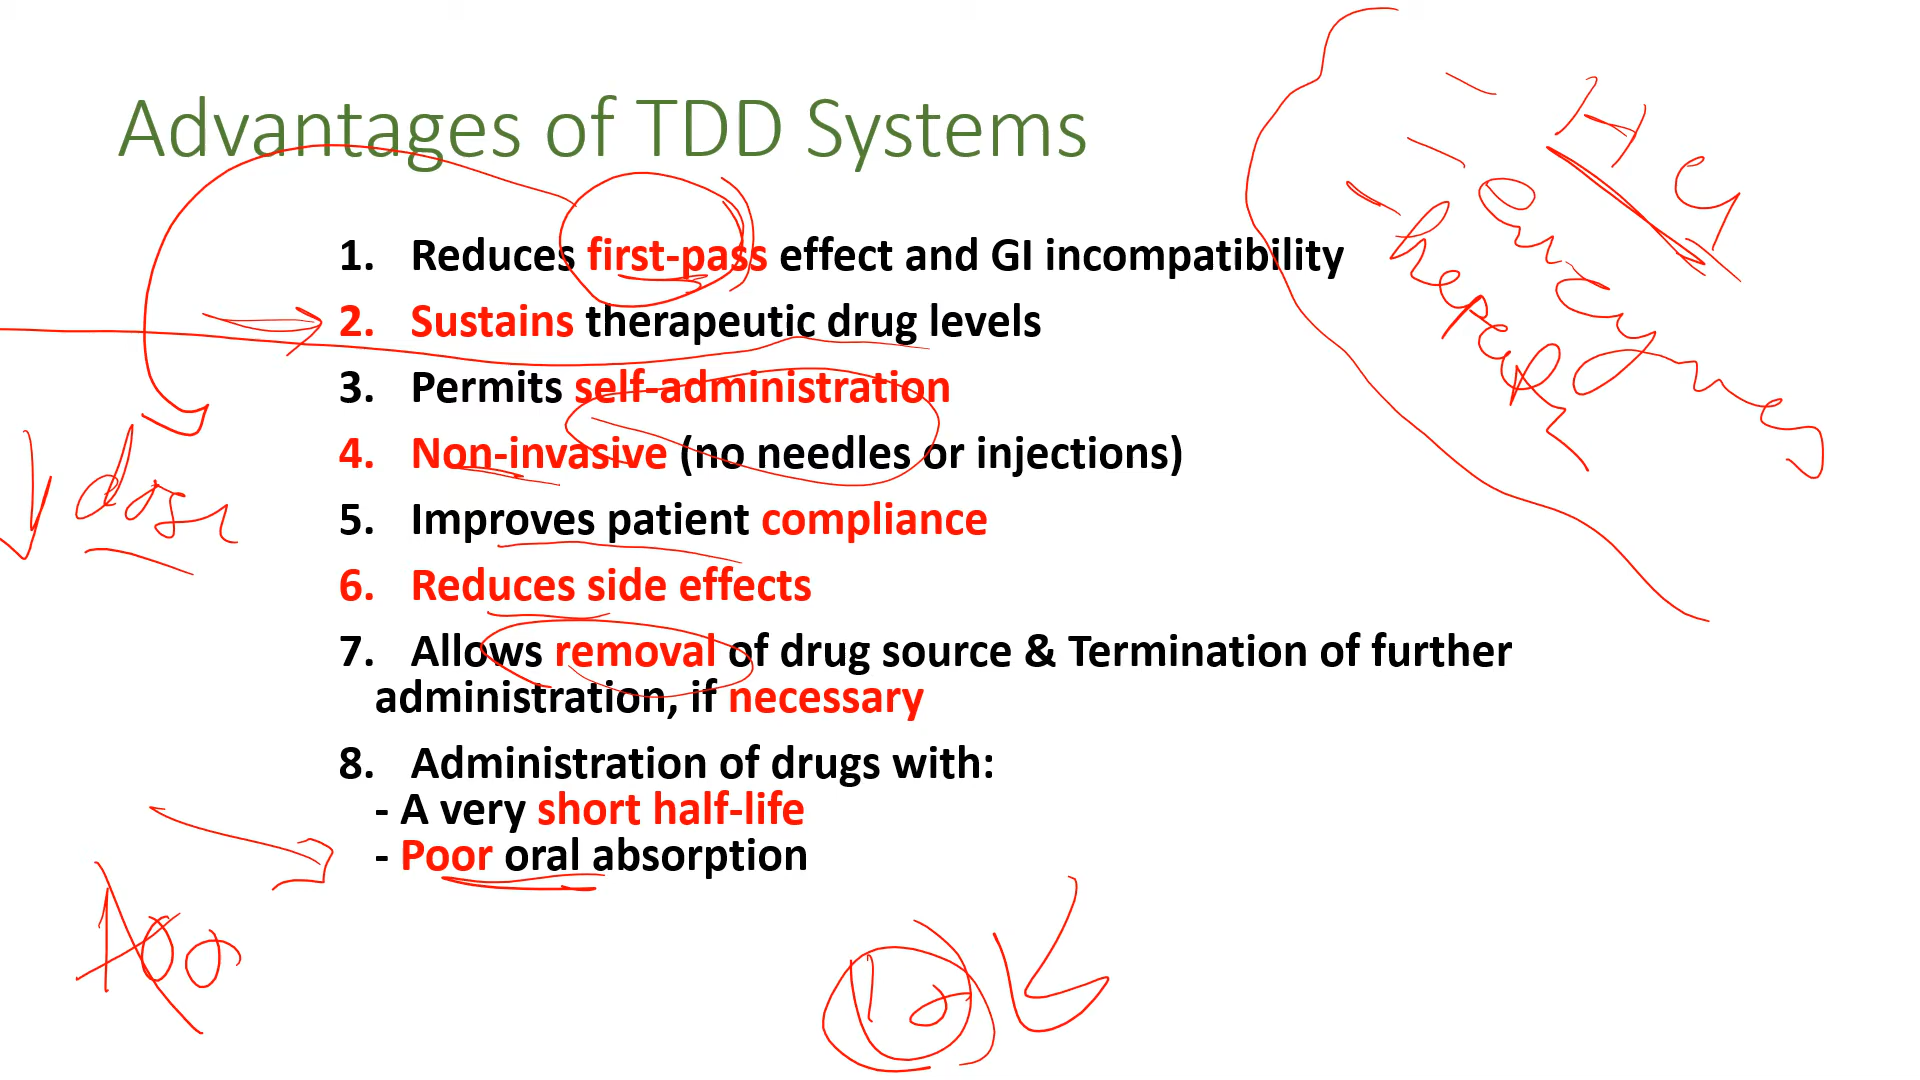 Advantages of TDD Systems
1. Reduces first-pass effect and GI incompatibility
2. Sustains therapeutic drug levels
3. Permits self-administration
4. Non-invasive (no needles or injections)
5. Improves patient compliance
6. Reduces side effects
7. Allows removal of drug source & Termination of further
administration, if necessary
8. Administration of drugs with:
- A very short half-life
- Poor oral absorption
dose